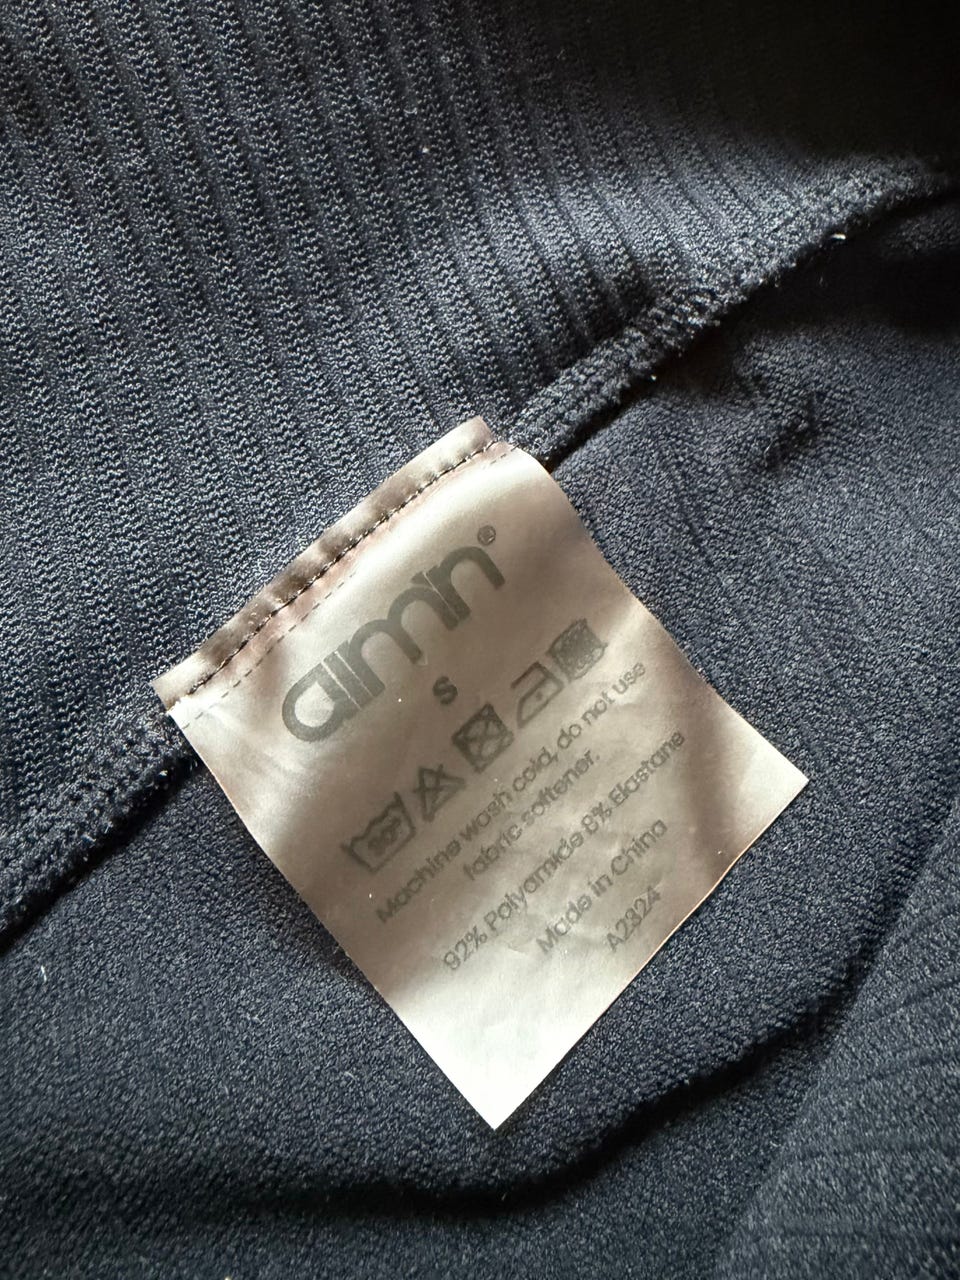 aim'n®
S
30°
Machine wash cold, do not use
fabric softener.
92% Polyamide 8% Elastane
Made in China
A2324